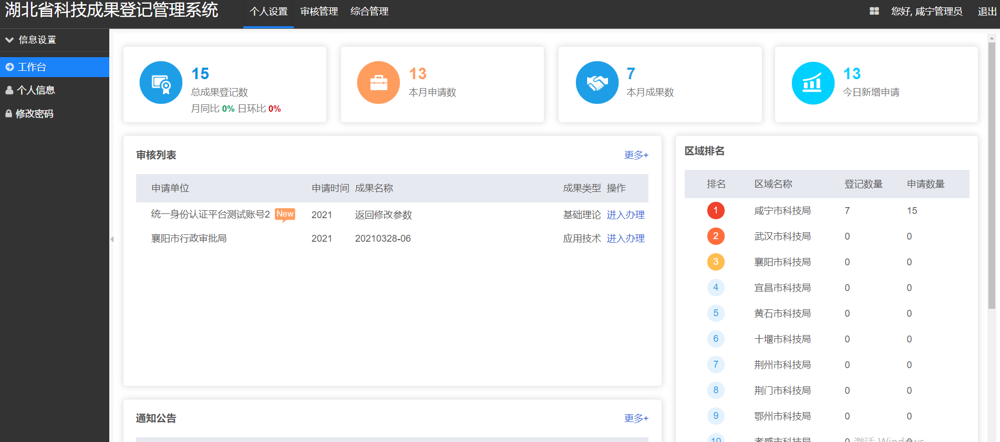 湖北省科技成果登记管理系统 个人设置 审核管理 综合管理 您好, 咸宁管理员 退出
信息设置
工作台
个人信息
修改密码
15
总成果登记数
月同比 0% 日环比 0%
13
本月申请数
7
本月成果数
13
今日新增申请
审核列表 更多+
申请单位 申请时间 成果名称 成果类型 操作
统一身份认证平台测试账号2 New 2021 返回修改参数 基础理论 进入办理
襄阳市行政审批局 2021 20210328-06 应用技术 进入办理
通知公告 更多+
区域排名
排名 区域名称 登记数量 申请数量
1 咸宁市科技局 7 15
2 武汉市科技局 0 0
3 襄阳市科技局 0 0
4 宜昌市科技局 0 0
5 黄石市科技局 0 0
6 十堰市科技局 0 0
7 荆州市科技局 0 0
8 荆门市科技局 0 0
9 鄂州市科技局 0 0
10 孝感市科技局 0 0
激活 Windows